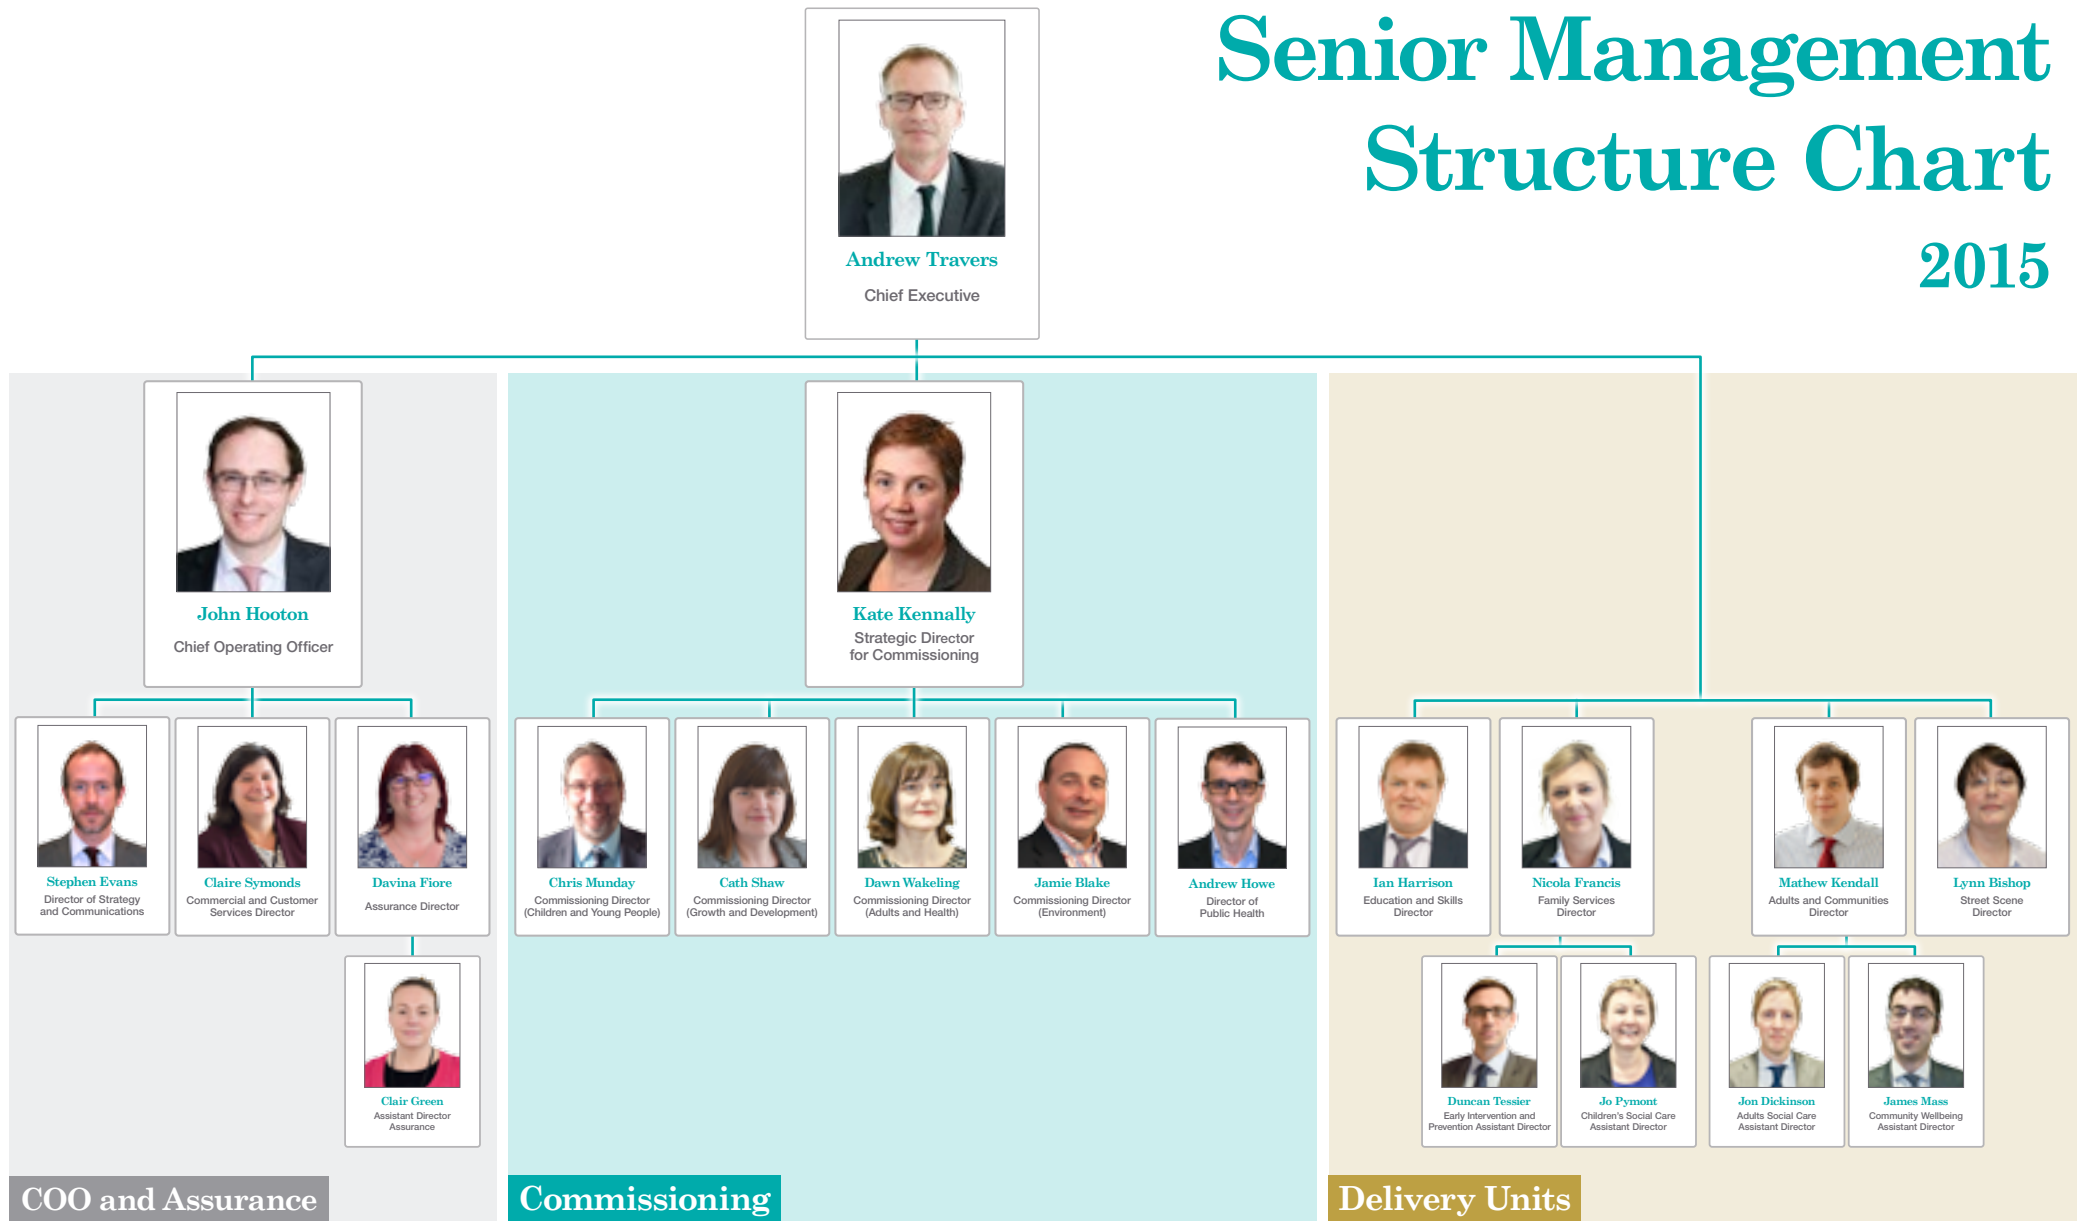 Senior Management
Structure Chart
2015
Andrew Travers
Chief Executive
John Hooton
Chief Operating Officer
Kate Kennally
Strategic Director
for Commissioning
Stephen Evans
Director of Strategy
and Communications
Claire Symonds
Commercial and Customer
Services Director
Davina Fiore
Assurance Director
Chris Munday
Commissioning Director
(Children and Young People)
Cath Shaw
Commissioning Director
(Growth and Development)
Dawn Wakeling
Commissioning Director
(Adults and Health)
Jamie Blake
Commissioning Director
(Environment)
Andrew Howe
Director of
Public Health
Ian Harrison
Education and Skills
Director
Nicola Francis
Family Services
Director
Mathew Kendall
Adults and Communities
Director
Lynn Bishop
Street Scene
Director
Clair Green
Assistant Director
Assurance
Duncan Tessier
Early Intervention and
Prevention Assistant Director
Jo Pymont
Children's Social Care
Assistant Director
Jon Dickinson
Adults Social Care
Assistant Director
James Mass
Community Wellbeing
Assistant Director
COO and Assurance
Commissioning
Delivery Units